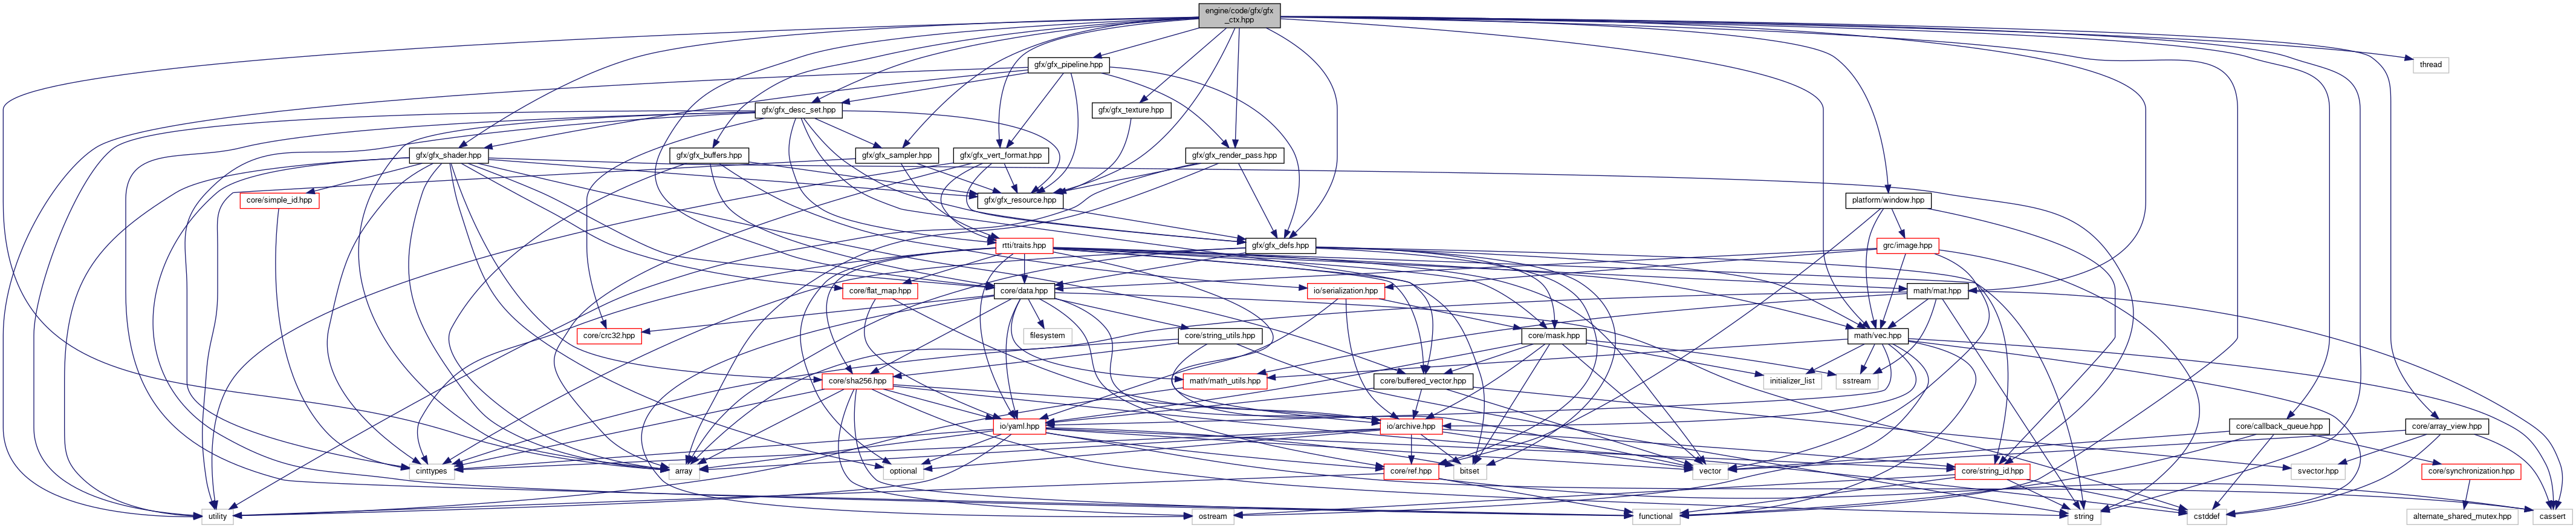 engine/code/gfx/gfx
_ctx.hpp
gfx/gfx_pipeline.hpp
thread
gfx/gfx_desc_set.hpp
gfx/gfx_texture.hpp
gfx/gfx_shader.hpp
gfx/gfx_buffers.hpp
gfx/gfx_sampler.hpp
gfx/gfx_vert_format.hpp
gfx/gfx_render_pass.hpp
core/simple_id.hpp
gfx/gfx_resource.hpp
platform/window.hpp
rtti/traits.hpp
gfx/gfx_defs.hpp
grc/image.hpp
core/flat_map.hpp
core/data.hpp
io/serialization.hpp
math/mat.hpp
core/crc32.hpp
filesystem
core/string_utils.hpp
core/mask.hpp
math/vec.hpp
core/sha256.hpp
math/math_utils.hpp
core/buffered_vector.hpp
initializer_list
sstream
io/yaml.hpp
io/archive.hpp
core/callback_queue.hpp
core/array_view.hpp
cinttypes
array
optional
vector
core/ref.hpp
bitset
core/string_id.hpp
svector.hpp
core/synchronization.hpp
utility
ostream
functional
string
cstddef
alternate_shared_mutex.hpp
cassert